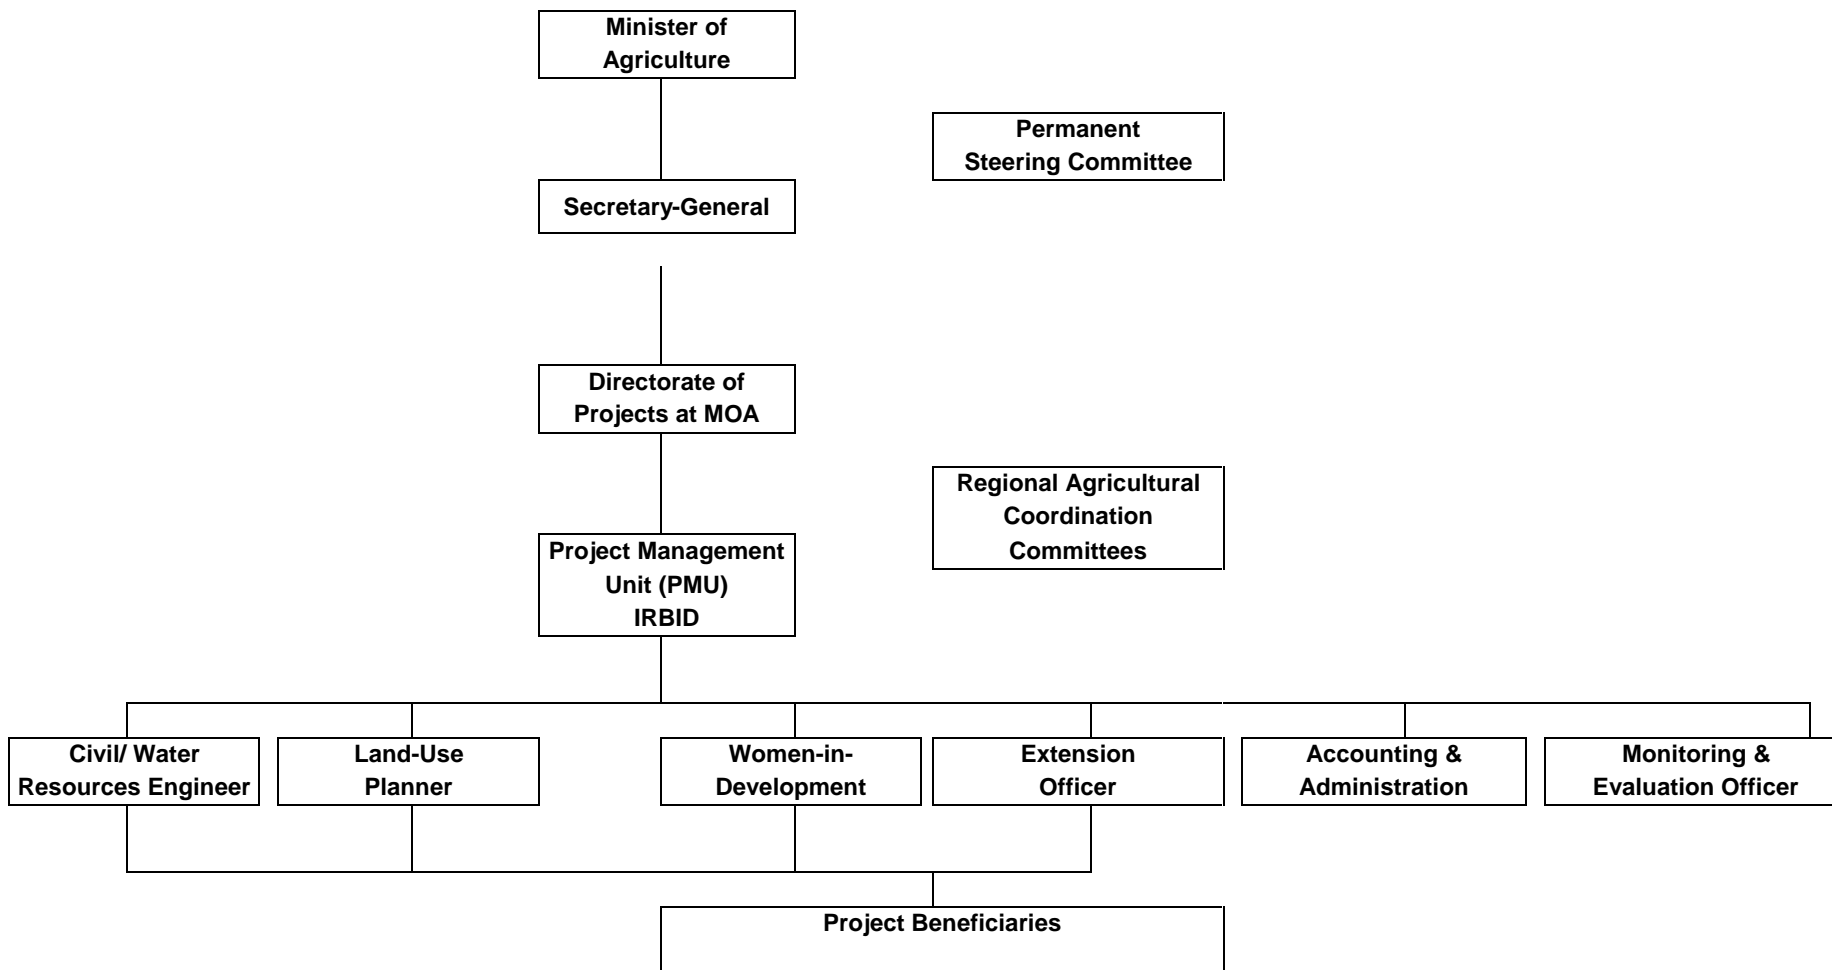 Minister of
Agriculture
Permanent
Steering Committee
Secretary-General
Directorate of
Projects at MOA
Regional Agricultural
Coordination
Committees
Project Management
Unit (PMU)
IRBID
Civil/ Water
Resources Engineer
Land-Use
Planner
Women-in-
Development
Extension
Officer
Accounting &
Administration
Monitoring &
Evaluation Officer
Project Beneficiaries